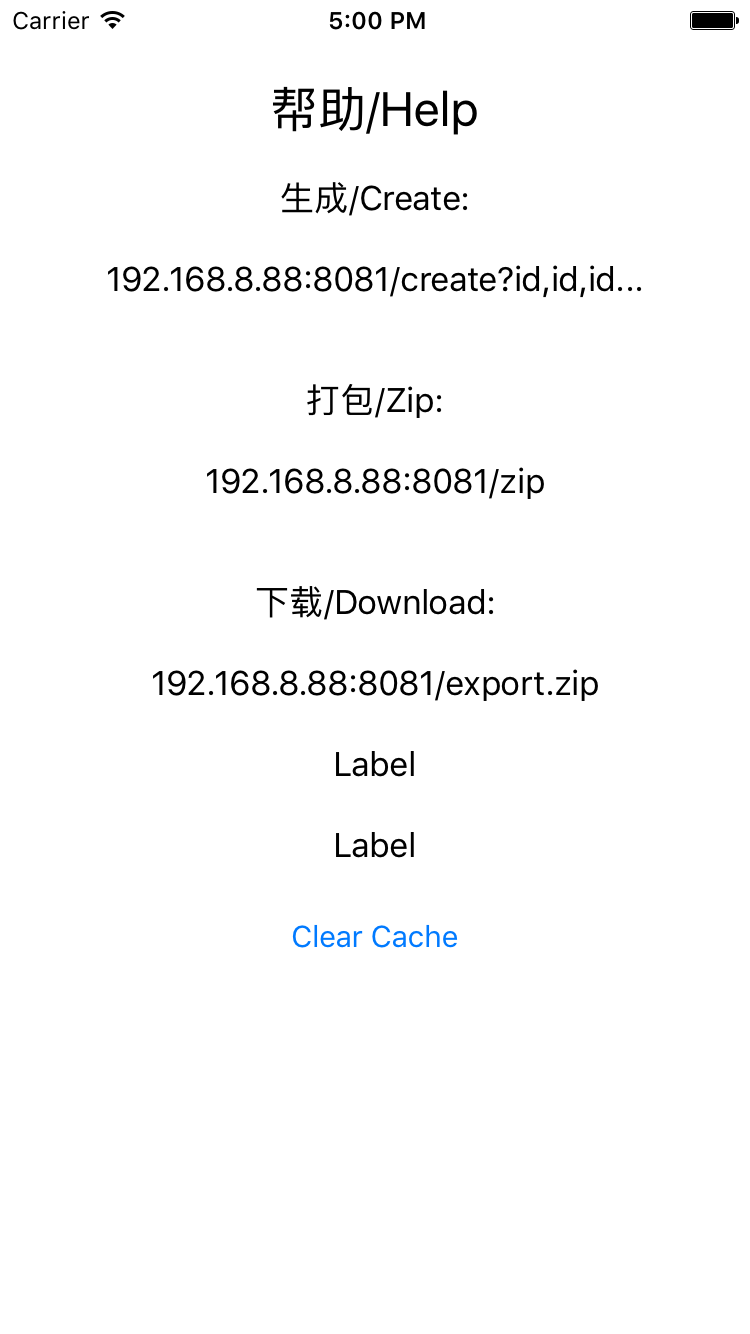 Carrier 5:00 PM
帮助/Help
生成/Create:
192.168.8.88:8081/create?id,id,id...
打包/Zip:
192.168.8.88:8081/zip
下载/Download:
192.168.8.88:8081/export.zip
Label
Label
Clear Cache